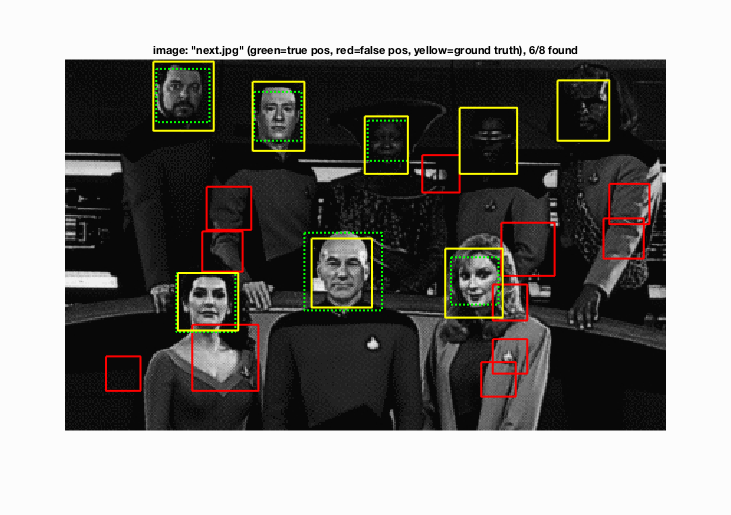 image: "next.jpg" (green=true pos, red=false pos, yellow=ground truth), 6/8 found